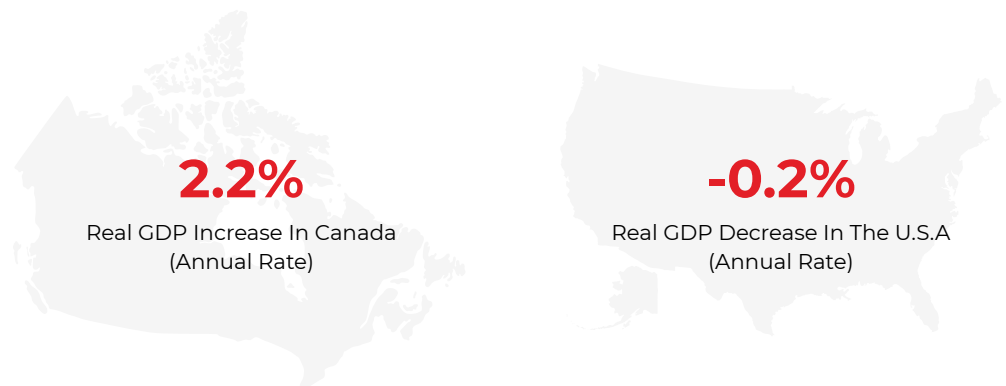 2.2%
Real GDP Increase In Canada
(Annual Rate)
-0.2%
Real GDP Decrease In The U.S.A
(Annual Rate)